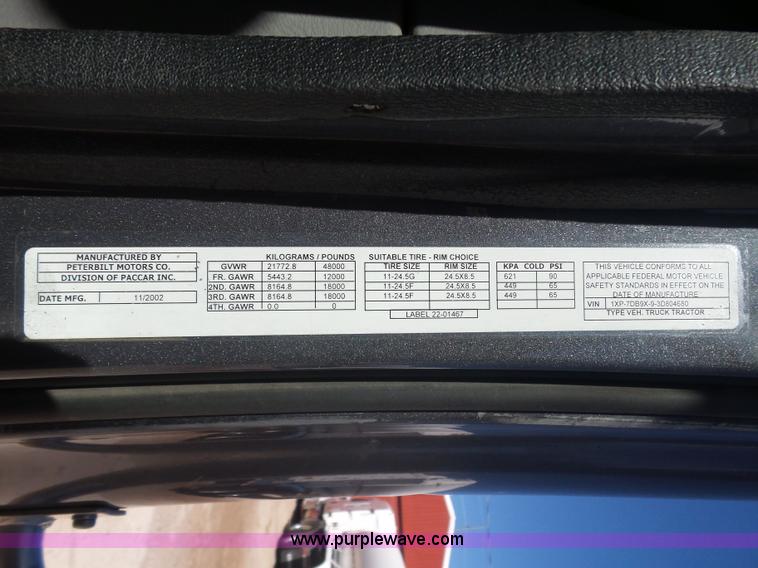 MANUFACTURED BY
PETERBILT MOTORS CO.
DIVISION OF PACCAR INC.
DATE MFG. 11/2002
KILOGRAMS / POUNDS
GVWR 21772.8 48000
FR. GAWR 5443.2 12000
2ND. GAWR 8164.8 18000
3RD. GAWR 8164.8 18000
4TH. GAWR 0.0 0
SUITABLE TIRE - RIM CHOICE
TIRE SIZE RIM SIZE
11-24.5G 24.5X8.5
11-24.5F 24.5X8.5
11-24.5F 24.5X8.5
LABEL 22-01467
KPA COLD PSI
621 90
449 65
449 65
THIS VEHICLE CONFORMS TO ALL
APPLICABLE FEDERAL MOTOR VEHICLE
SAFETY STANDARDS IN EFFECT ON THE
DATE OF MANUFACTURE
VIN 1XP-7DB9X-9-3D804680
TYPE VEH. TRUCK TRACTOR
www.purplewave.com